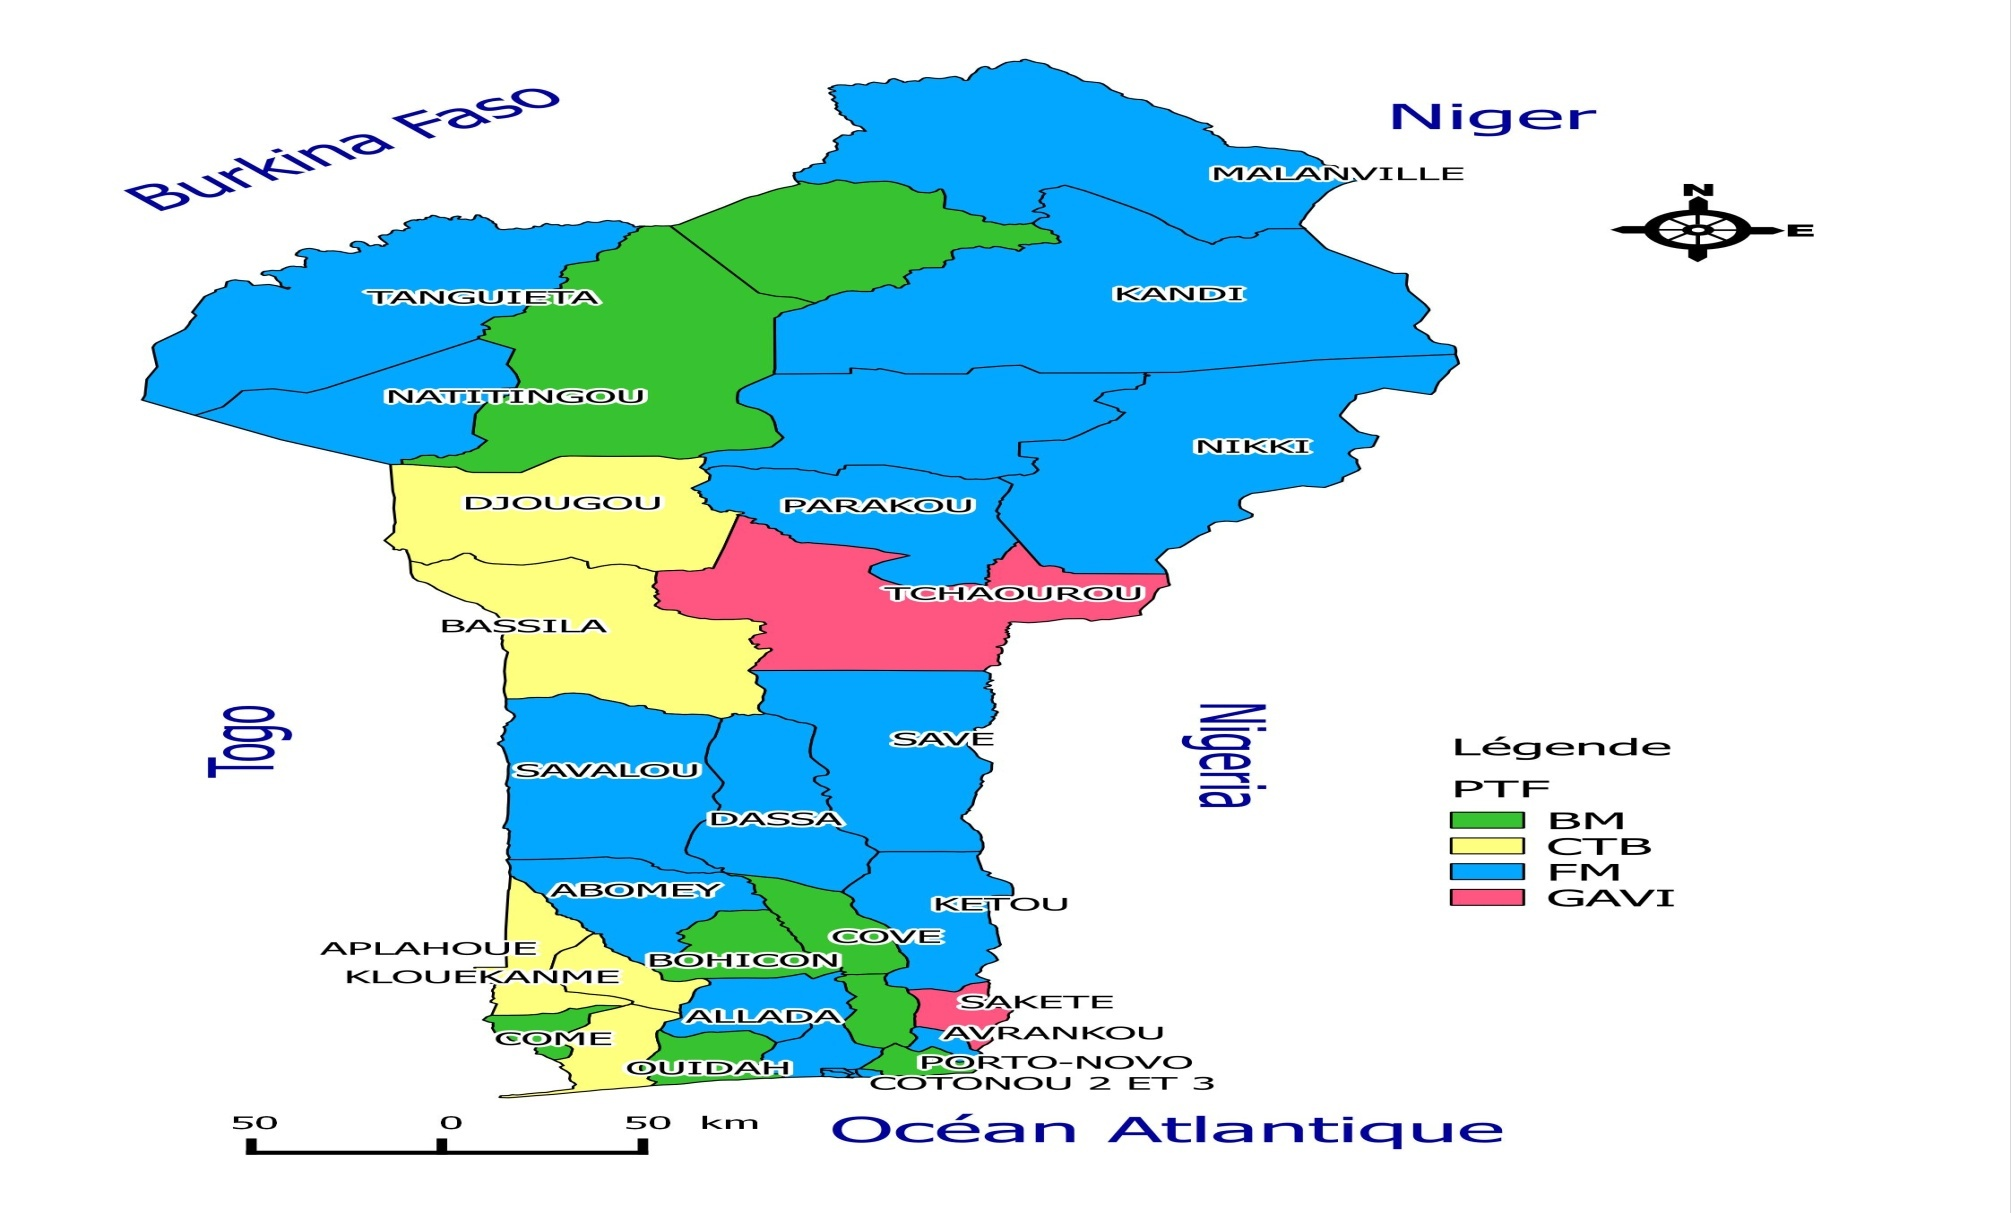 Burkina Faso
Niger
MALANVILLE
N
E
TANGUIETA
KANDI
NATITINGOU
NIKKI
DJOUGOU
PARAKOU
TCHAOUROU
BASSILA
Togo
Nigeria
SAVE
Légende
SAVALOU
PTF
DASSA
BM
CTB
FM
GAVI
ABOMEY
KETOU
COVE
APLAHOUE
BOHICON
KLOUEKANME
SAKETE
ALLADA
AVRANKOU
COME
PORTO-NOVO
OUIDAH
COTONOU 2 ET 3
50 0 50 km
Océan Atlantique